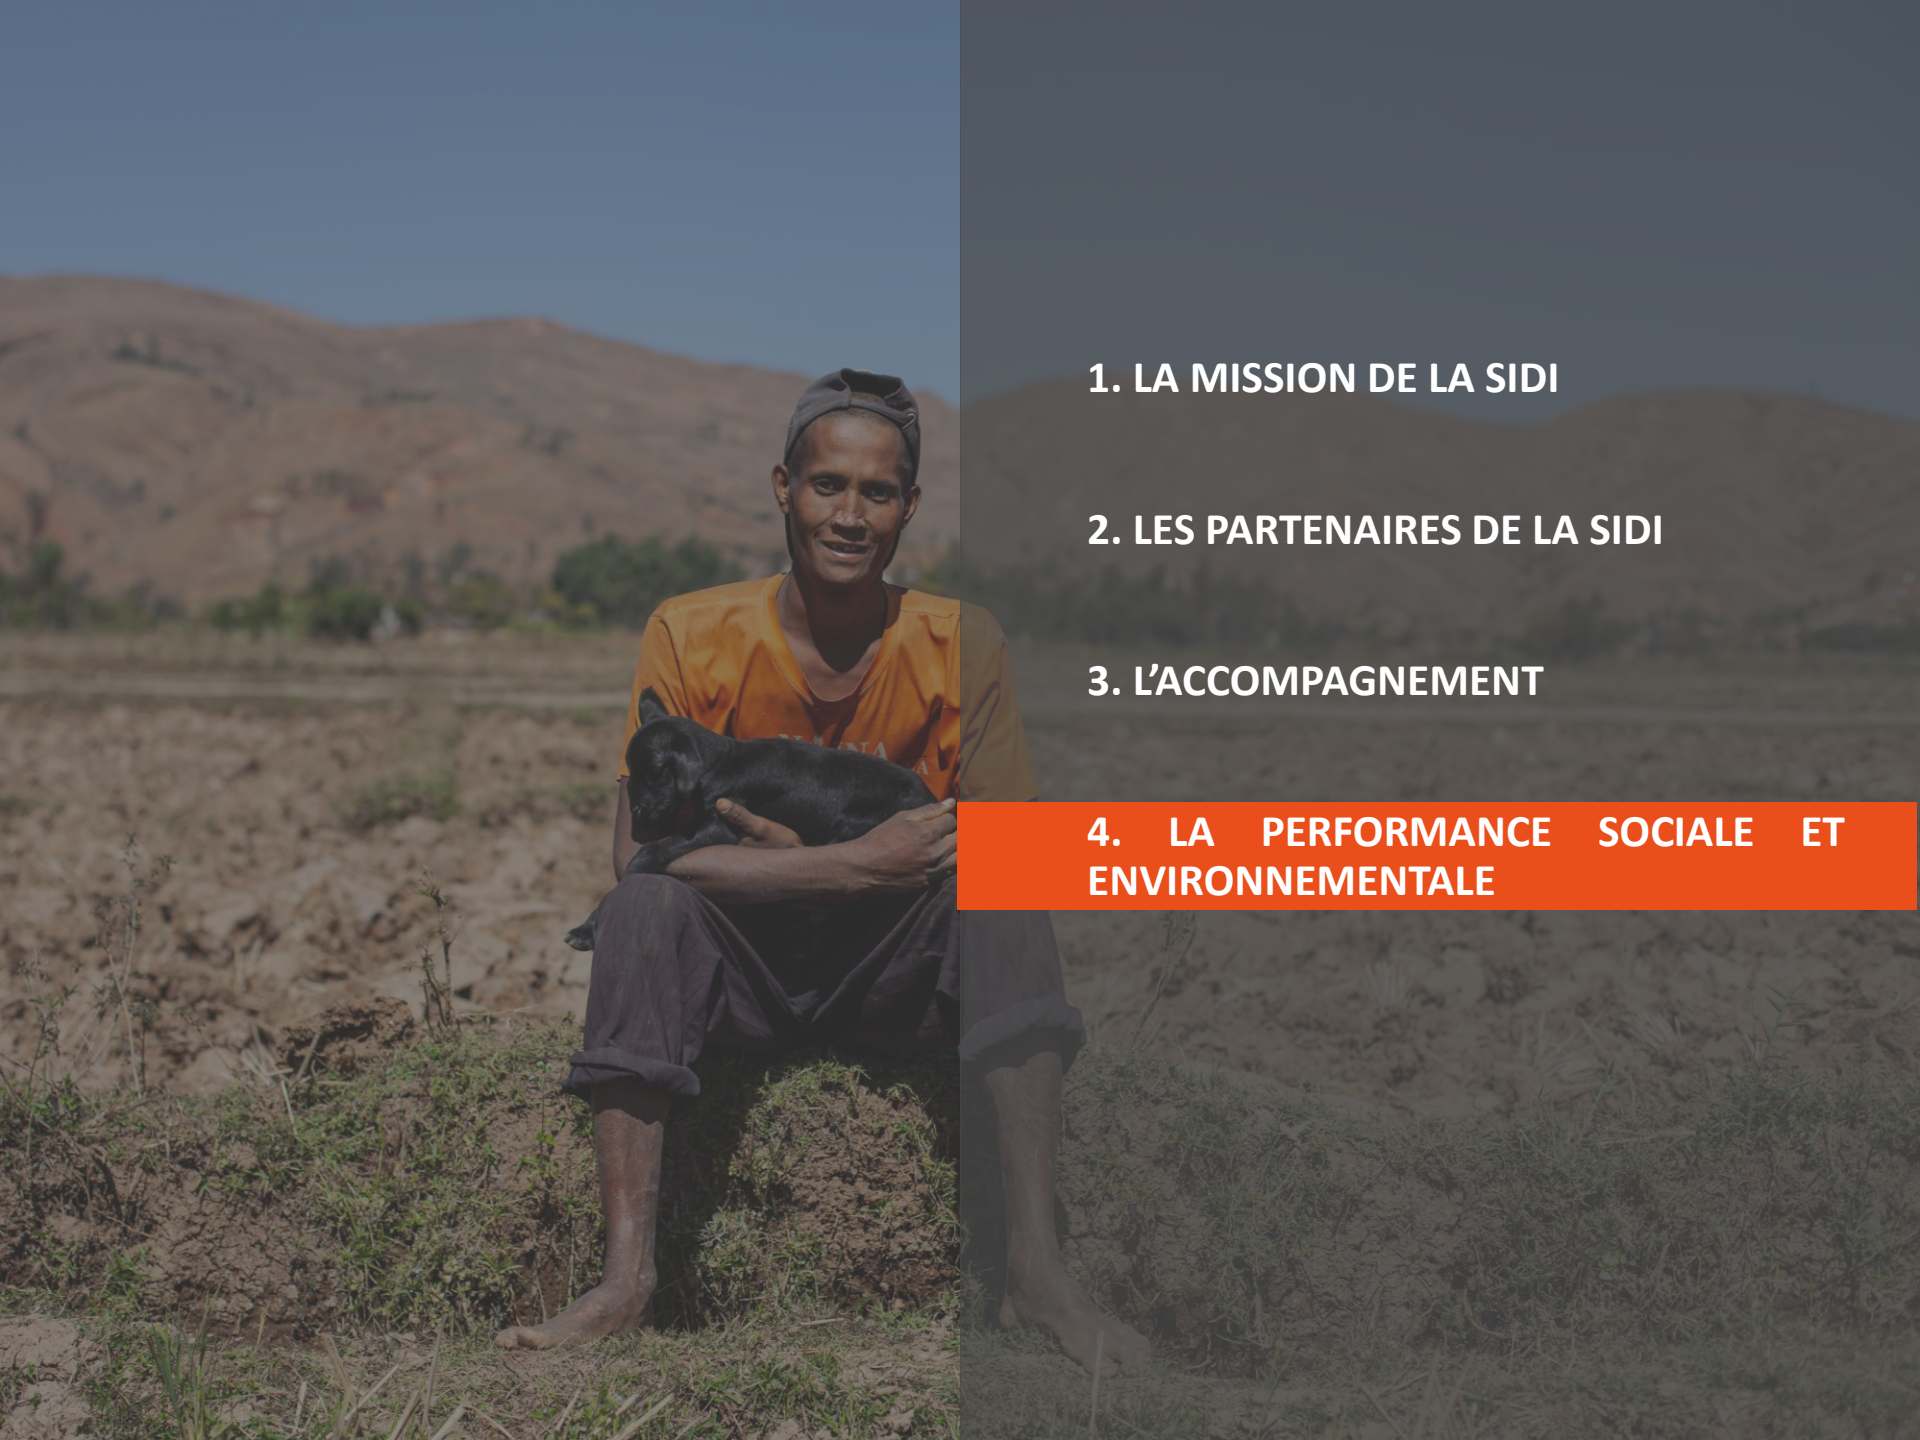 1. LA MISSION DE LA SIDI
2. LES PARTENAIRES DE LA SIDI
3. L’ACCOMPAGNEMENT
4. LA PERFORMANCE SOCIALE ET
ENVIRONNEMENTALE